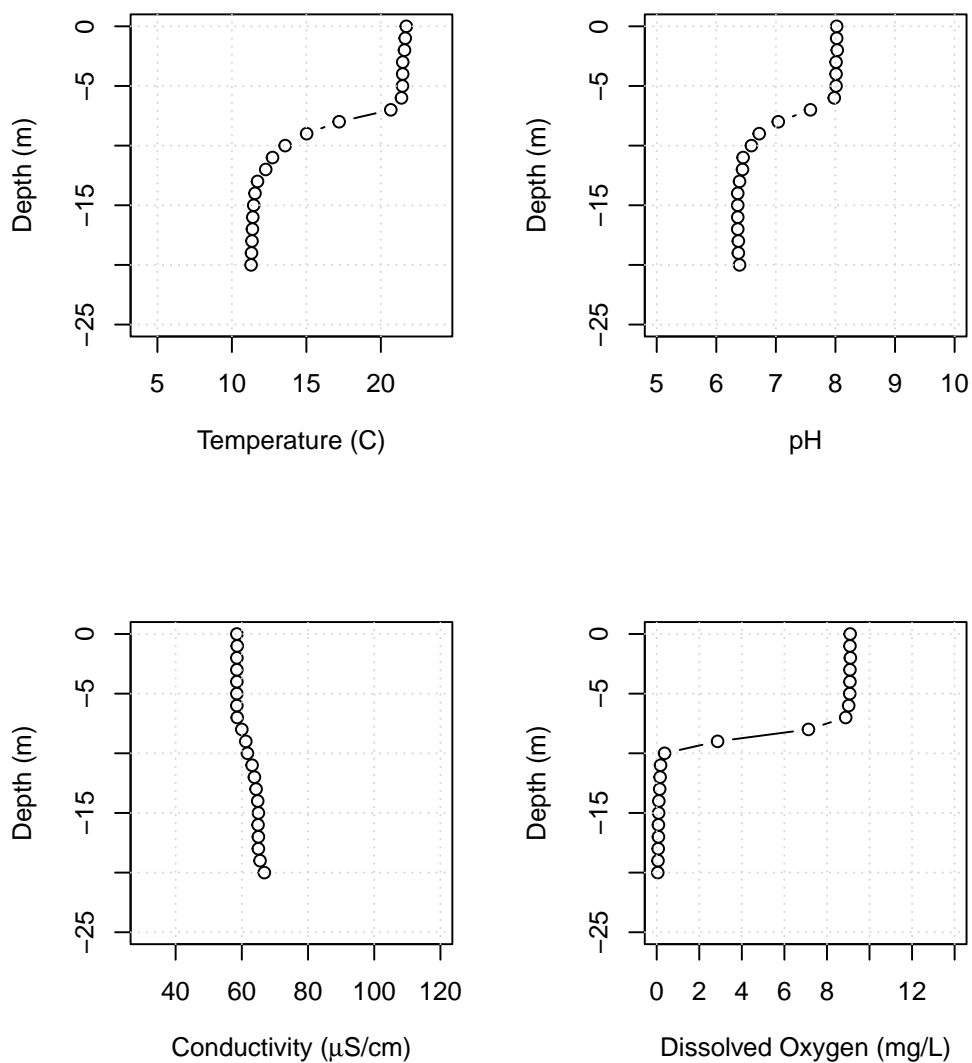 0
−5
−15
−25
Depth (m)
5 10 15 20
Temperature (C)
0
−5
−15
−25
Depth (m)
5 6 7 8 9 10
pH
0
−5
−15
−25
Depth (m)
40 60 80 100 120
Conductivity (μS/cm)
0
−5
−15
−25
Depth (m)
0 2 4 6 8 12
Dissolved Oxygen (mg/L)